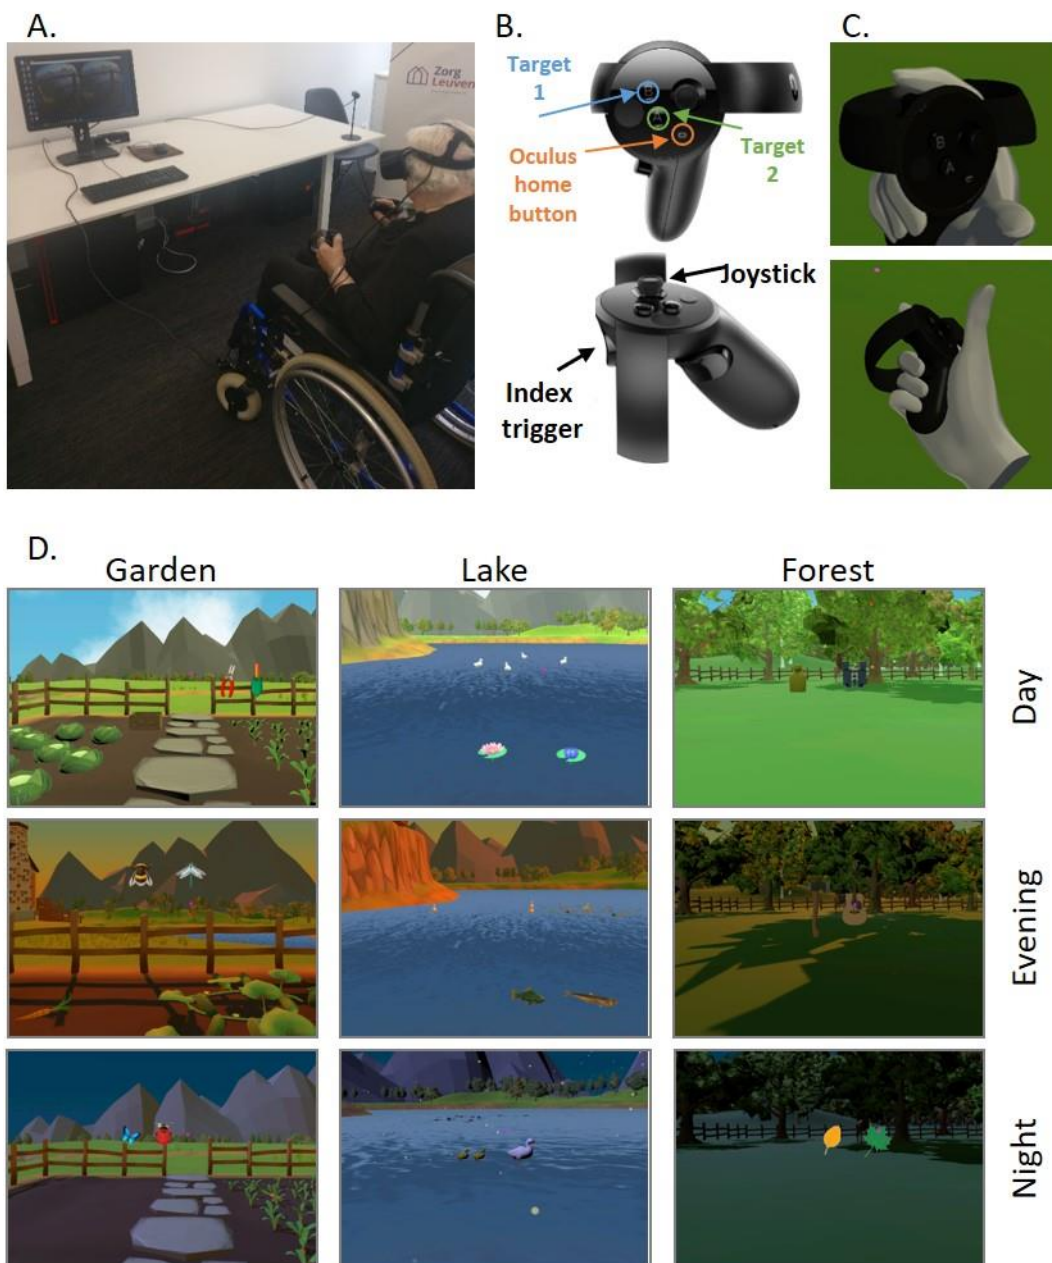 A.
Zorg
Leuven
B.
Target
1
B
A
Oculus
home
button
Target
2
Joystick
Index
trigger
C.
B
A
D.
Garden
Lake
Forest
Day
Evening
Night